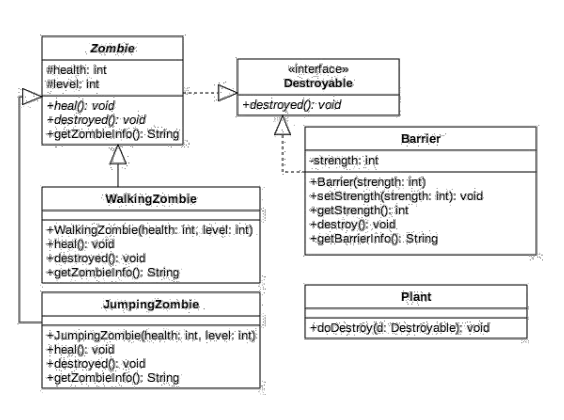 Zombie
#health: int
#level: int
+heal(): void
+destroyed(): void
+getZombieInfo(): String
«interface»
Destroyable
+destroyed(): void
Barrier
-strength: int
+Barrier(strength: int)
+setStrength(strength: int): void
+getStrength(): int
+destroy(): void
+getBarrierInfo(): String
WalkingZombie
+WalkingZombie(health: int, level: int)
+heal(): void
+destroyed(): void
+getZombieInfo(): String
JumpingZombie
+JumpingZombie(health: int, level: int)
+heal(): void
+destroyed(): void
+getZombieInfo(): String
Plant
+doDestroy(d: Destroyable): void